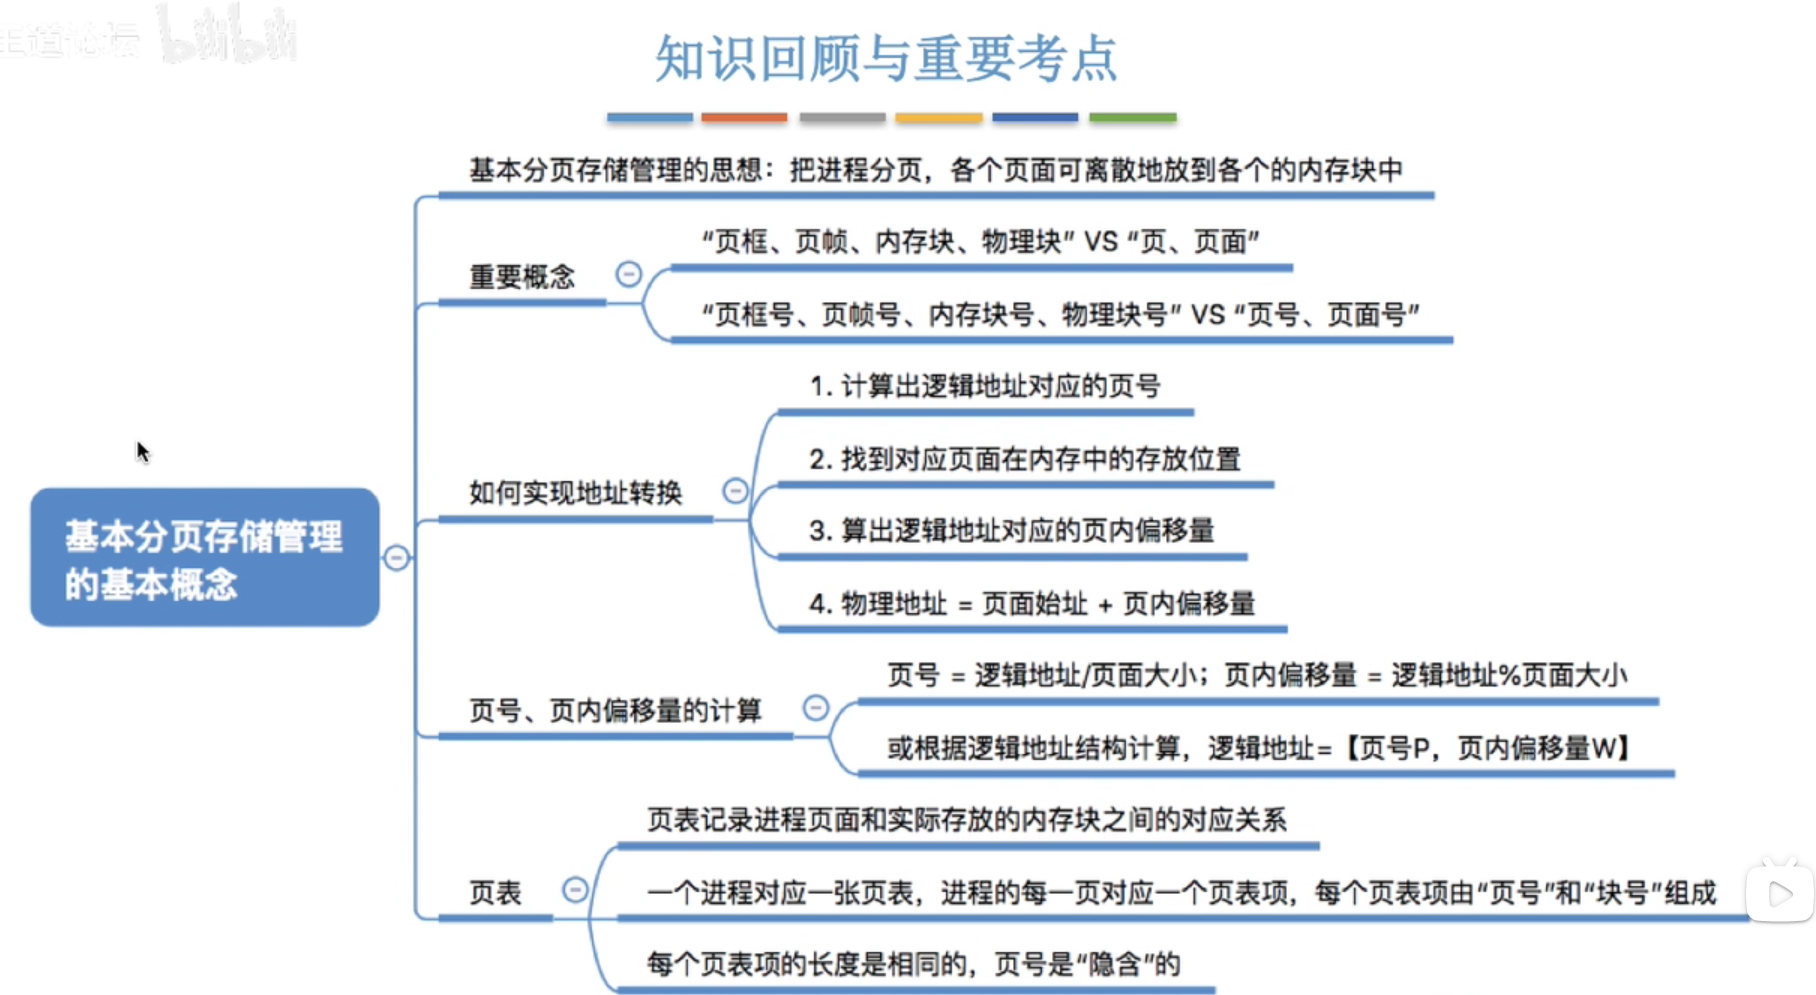 王道论坛 bilibili
知识回顾与重要考点
基本分页存储管理的思想：把进程分页，各个页面可离散地放到各个的内存块中
“页框、页帧、内存块、物理块” VS “页、页面”
重要概念
“页框号、页帧号、内存块号、物理块号” VS “页号、页面号”
1. 计算出逻辑地址对应的页号
2. 找到对应页面在内存中的存放位置
如何实现地址转换
3. 算出逻辑地址对应的页内偏移量
4. 物理地址 = 页面始址 + 页内偏移量
基本分页存储管理
的基本概念
页号 = 逻辑地址/页面大小；页内偏移量 = 逻辑地址%页面大小
页号、页内偏移量的计算
或根据逻辑地址结构计算，逻辑地址=【页号P，页内偏移量W】
页表记录进程页面和实际存放的内存块之间的对应关系
页表
一个进程对应一张页表，进程的每一页对应一个页表项，每个页表项由“页号”和“块号”组成
每个页表项的长度是相同的，页号是“隐含”的